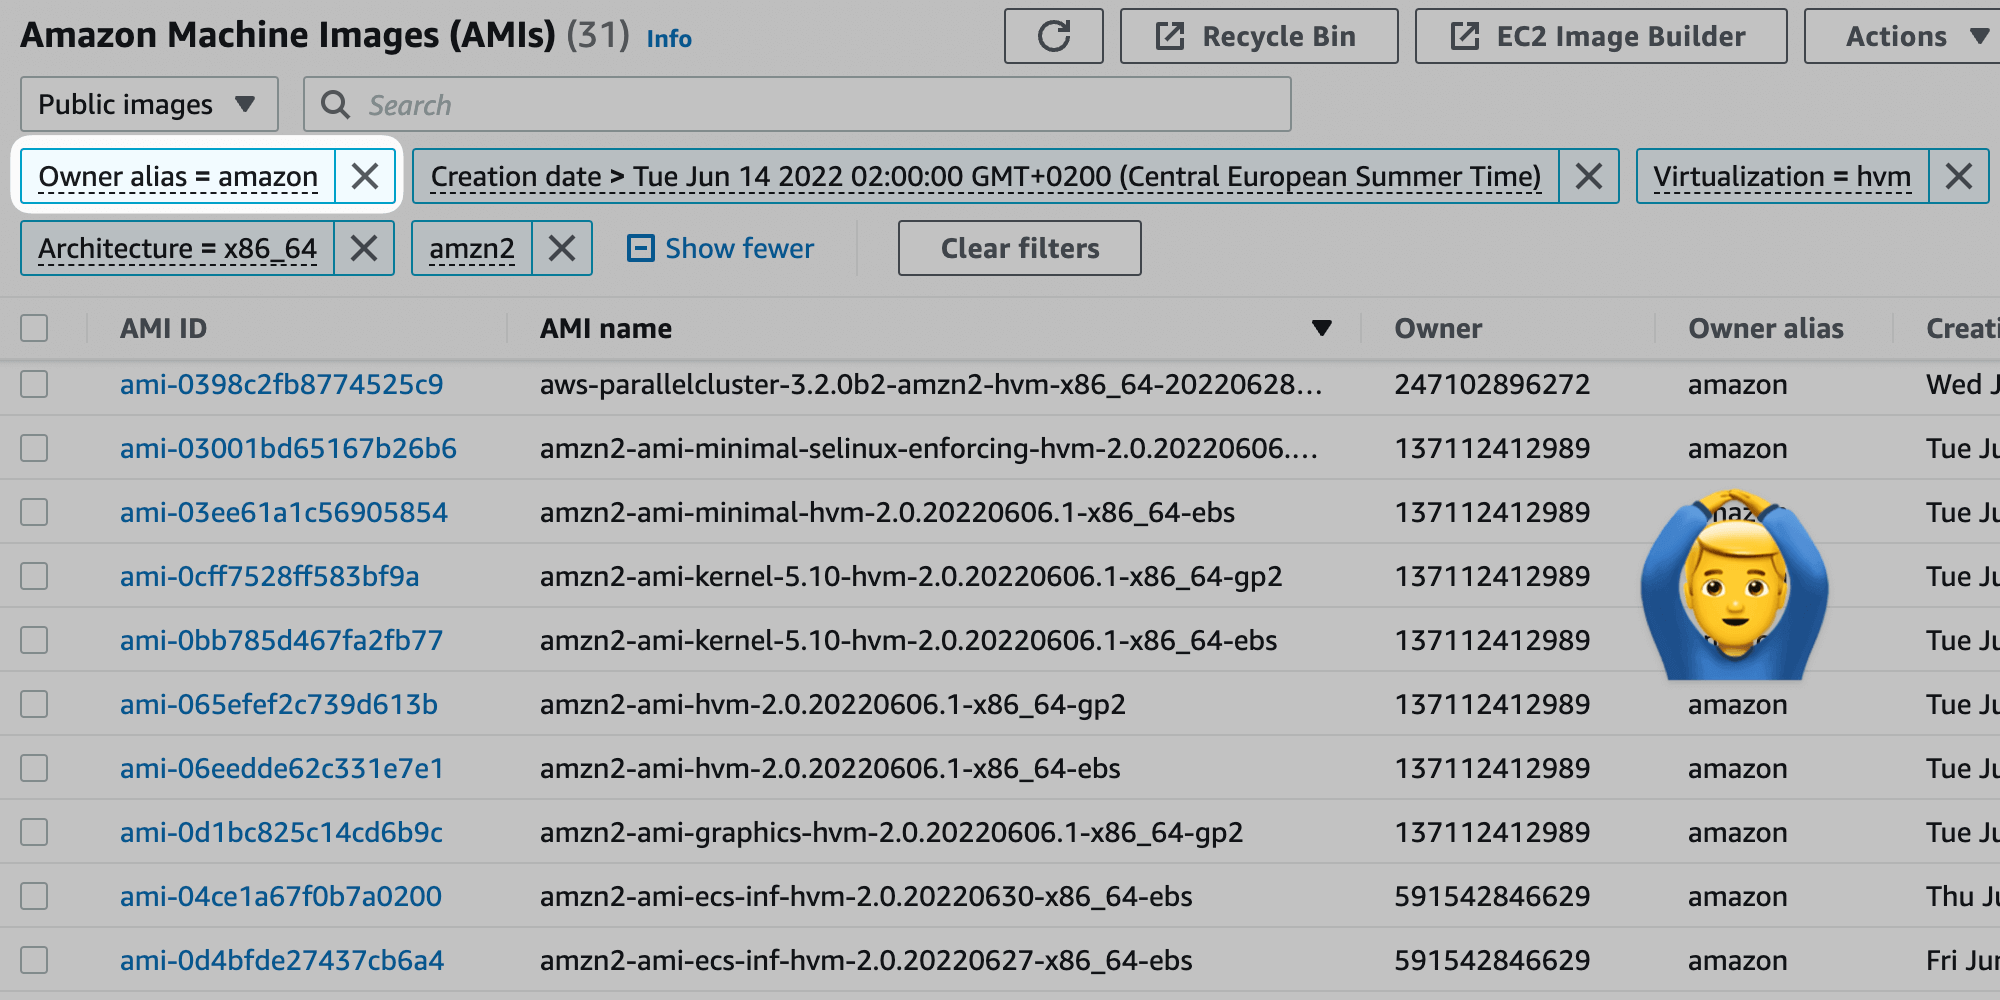 Amazon Machine Images (AMIs) (31) Info Recycle Bin EC2 Image Builder Actions
Public images Search
Owner alias = amazon Creation date > Tue Jun 14 2022 02:00:00 GMT+0200 (Central European Summer Time) Virtualization = hvm
Architecture = x86_64 amzn2 Show fewer Clear filters
AMI ID AMI name Owner Owner alias Creati
ami-0398c2fb8774525c9 aws-parallelcluster-3.2.0b2-amzn2-hvm-x86_64-20220628... 247102896272 amazon Wed J
ami-03001bd65167b26b6 amzn2-ami-minimal-selinux-enforcing-hvm-2.0.20220606.... 137112412989 amazon Tue Ju
ami-03ee61a1c56905854 amzn2-ami-minimal-hvm-2.0.20220606.1-x86_64-ebs 137112412989 Tue Ju
ami-0cff7528ff583bf9a amzn2-ami-kernel-5.10-hvm-2.0.20220606.1-x86_64-gp2 137112412989 Tue Ju
ami-0bb785d467fa2fb77 amzn2-ami-kernel-5.10-hvm-2.0.20220606.1-x86_64-ebs 137112412989 Tue Ju
ami-065efef2c739d613b amzn2-ami-hvm-2.0.20220606.1-x86_64-gp2 137112412989 amazon Tue Ju
ami-06eedde62c331e7e1 amzn2-ami-hvm-2.0.20220606.1-x86_64-ebs 137112412989 amazon Tue Ju
ami-0d1bc825c14cd6b9c amzn2-ami-graphics-hvm-2.0.20220606.1-x86_64-gp2 137112412989 amazon Tue Ju
ami-04ce1a67f0b7a0200 amzn2-ami-ecs-inf-hvm-2.0.20220630-x86_64-ebs 591542846629 amazon Thu Ju
ami-0d4bfde27437cb6a4 amzn2-ami-ecs-inf-hvm-2.0.20220627-x86_64-ebs 591542846629 amazon Fri Jun